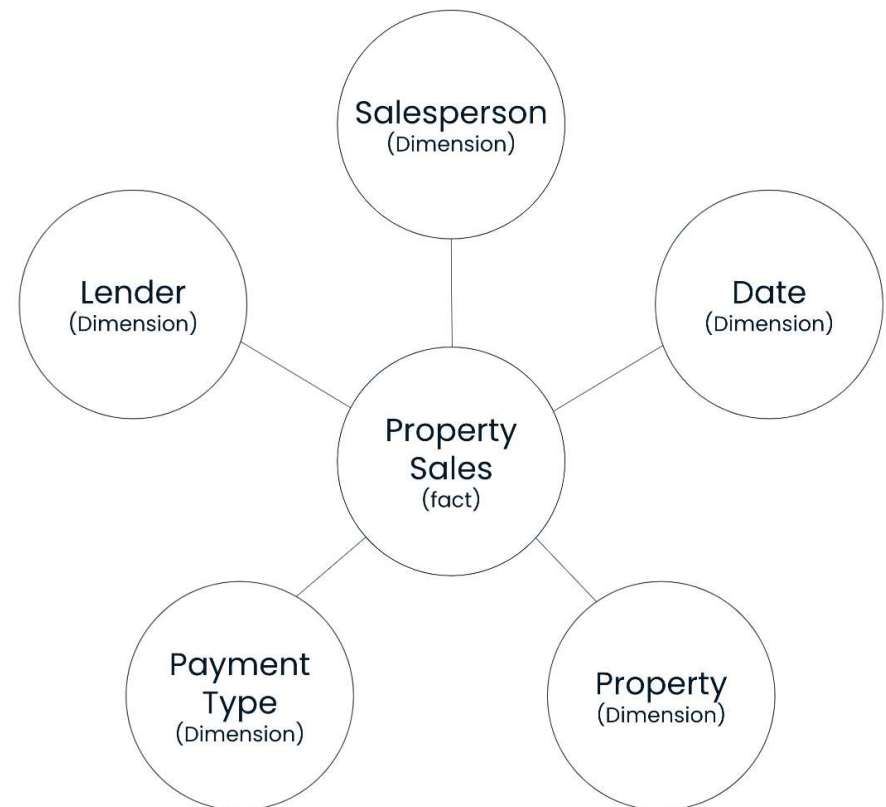 Salesperson
(Dimension)
Lender
(Dimension)
Date
(Dimension)
Property
Sales
(fact)
Payment
Type
(Dimension)
Property
(Dimension)